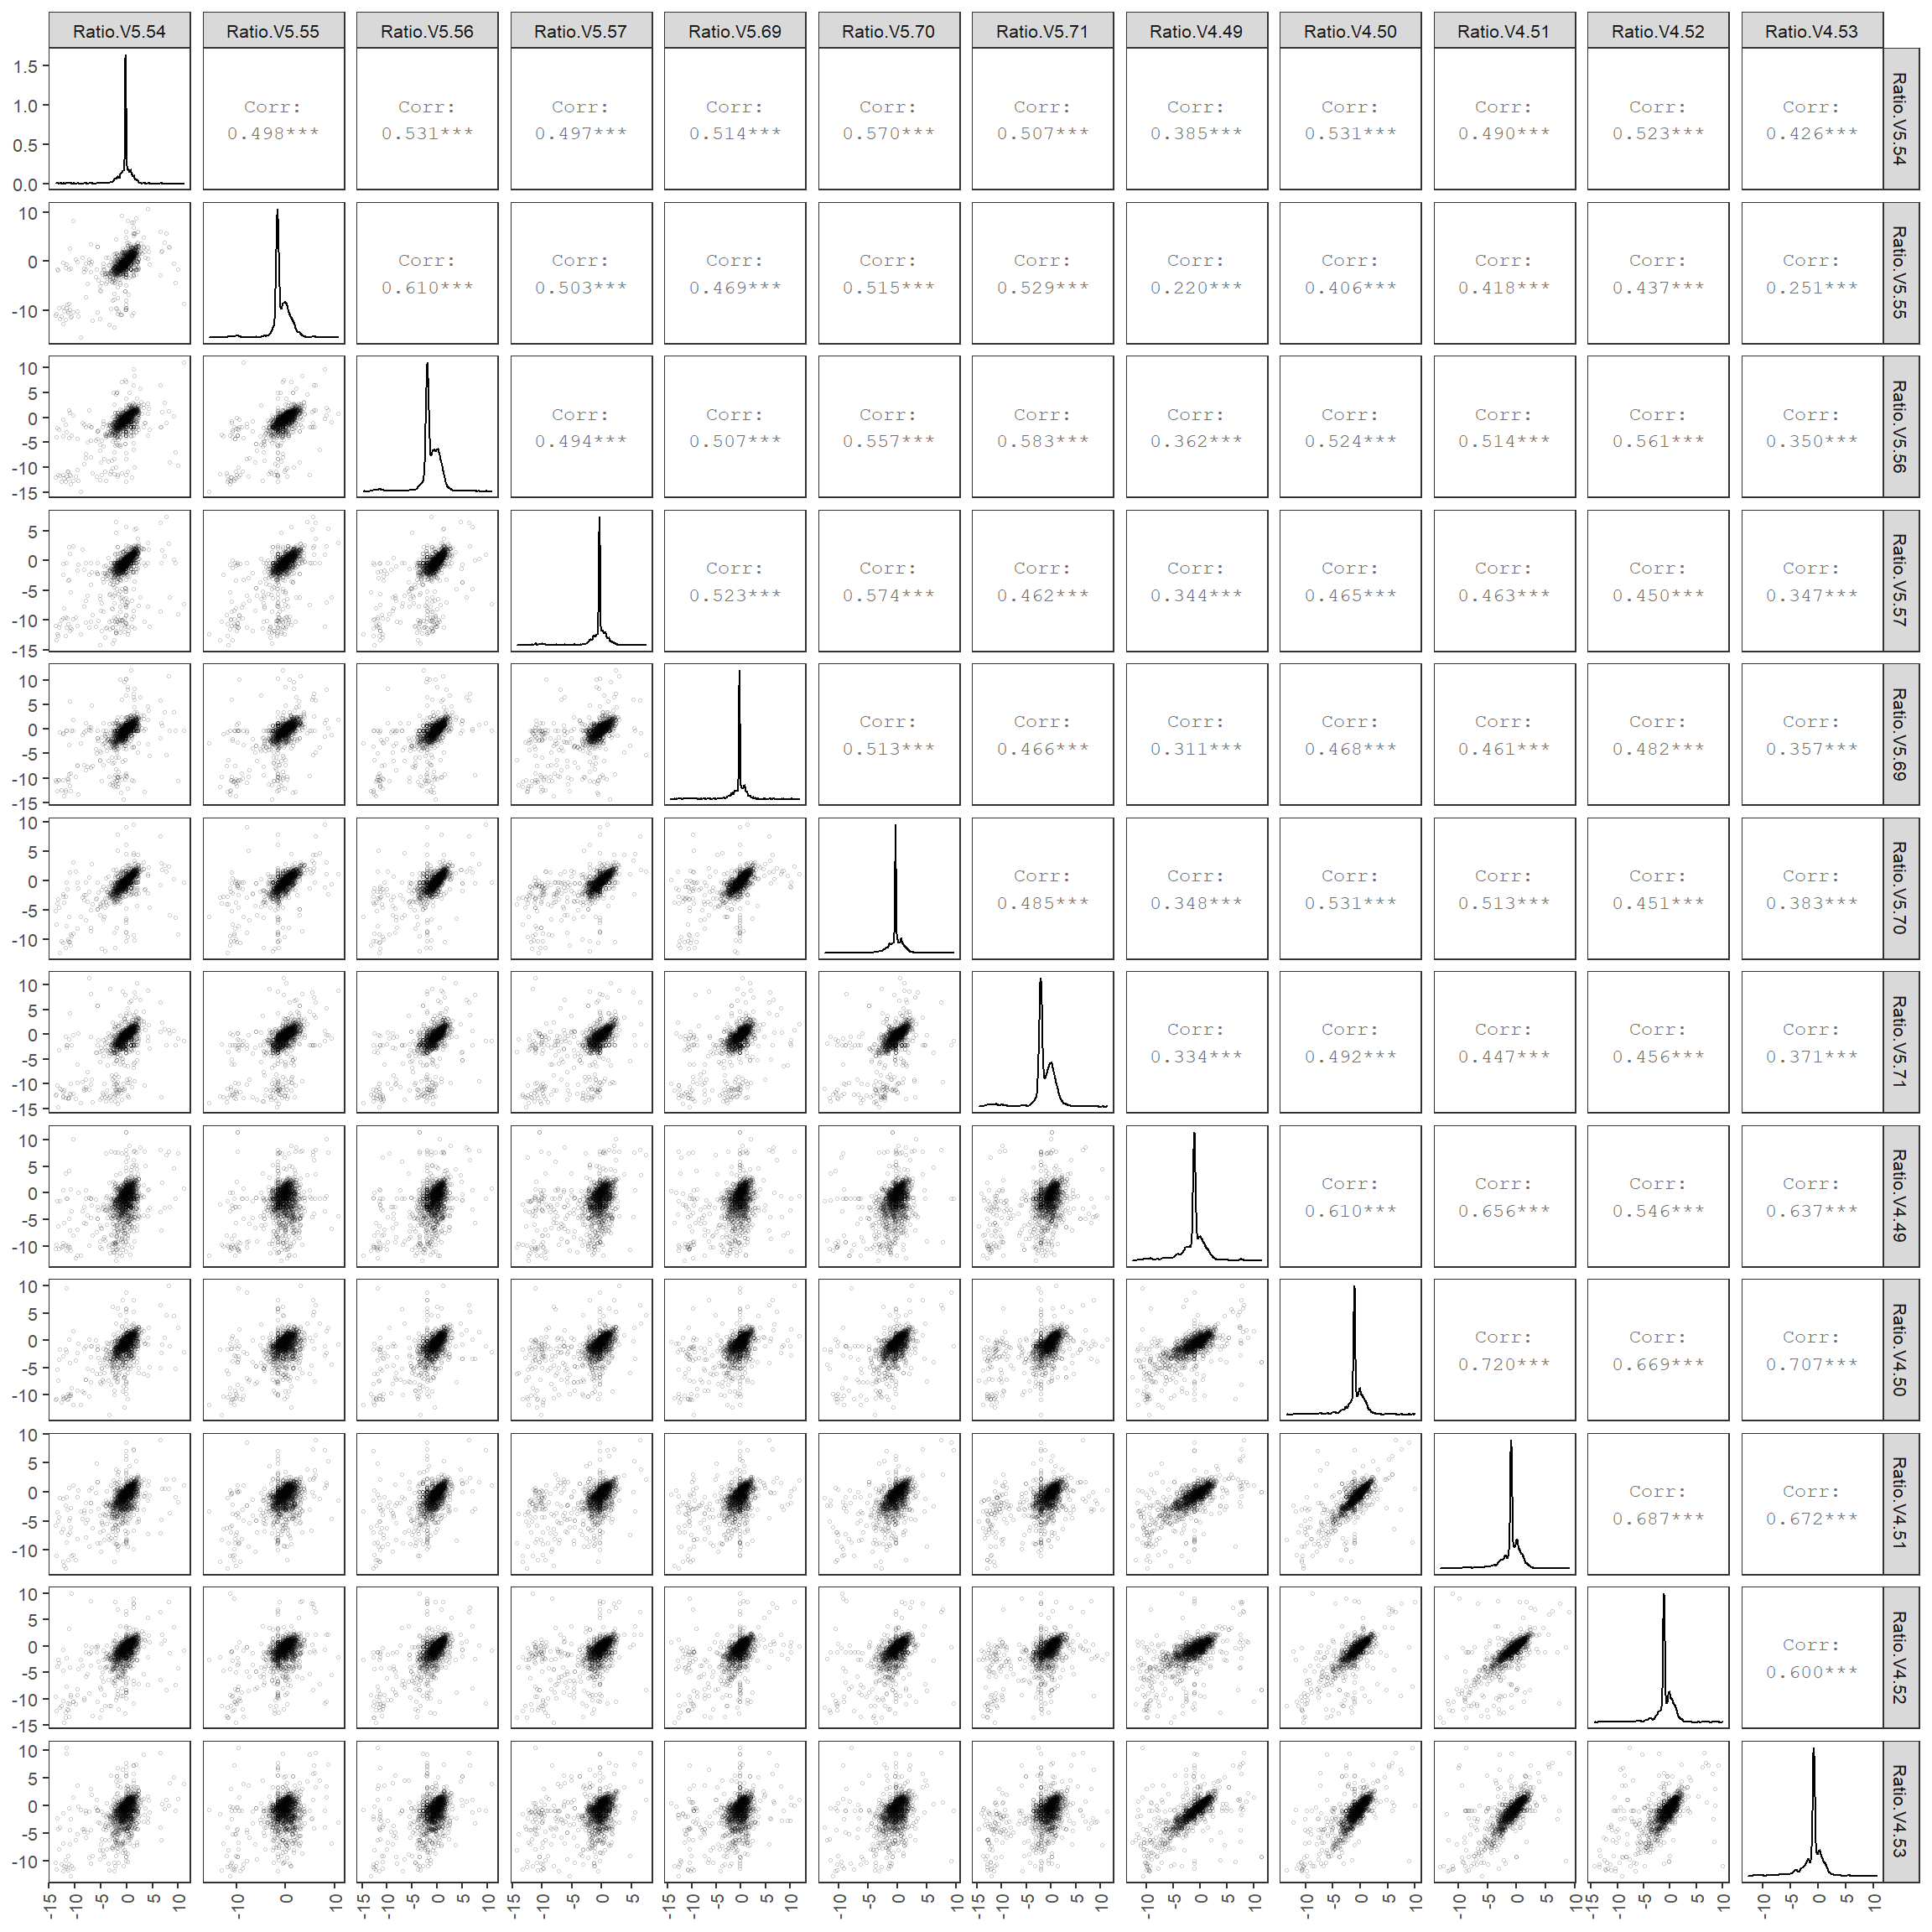 Ratio.V5.54 Ratio.V5.55 Ratio.V5.56 Ratio.V5.57 Ratio.V5.69 Ratio.V5.70 Ratio.V5.71 Ratio.V4.49 Ratio.V4.50 Ratio.V4.51 Ratio.V4.52 Ratio.V4.53
1.5
1.0
0.5
0.0
Corr: Corr: Corr: Corr: Corr: Corr: Corr: Corr: Corr: Corr: Corr:
0.498*** 0.531*** 0.497*** 0.514*** 0.570*** 0.507*** 0.385*** 0.531*** 0.490*** 0.523*** 0.426***
Ratio.V5.54
10
0
-10
Corr: Corr: Corr: Corr: Corr: Corr: Corr: Corr: Corr: Corr:
0.610*** 0.503*** 0.469*** 0.515*** 0.529*** 0.220*** 0.406*** 0.418*** 0.437*** 0.251***
Ratio.V5.55
10
5
0
-5
-10
-15
Corr: Corr: Corr: Corr: Corr: Corr: Corr: Corr: Corr:
0.494*** 0.507*** 0.557*** 0.583*** 0.362*** 0.524*** 0.514*** 0.561*** 0.350***
Ratio.V5.56
5
0
-5
-10
-15
Corr: Corr: Corr: Corr: Corr: Corr: Corr: Corr:
0.523*** 0.574*** 0.462*** 0.344*** 0.465*** 0.463*** 0.450*** 0.347***
Ratio.V5.57
10
5
0
-5
-10
-15
Corr: Corr: Corr: Corr: Corr: Corr: Corr:
0.513*** 0.466*** 0.311*** 0.468*** 0.461*** 0.482*** 0.357***
Ratio.V5.69
10
5
0
-5
-10
Corr: Corr: Corr: Corr: Corr: Corr:
0.485*** 0.348*** 0.531*** 0.513*** 0.451*** 0.383***
Ratio.V5.70
10
5
0
-5
-10
-15
Corr: Corr: Corr: Corr: Corr:
0.334*** 0.492*** 0.447*** 0.456*** 0.371***
Ratio.V5.71
10
5
0
-5
-10
Corr: Corr: Corr: Corr:
0.610*** 0.656*** 0.546*** 0.637***
Ratio.V4.49
10
5
0
-5
-10
Corr: Corr: Corr:
0.720*** 0.669*** 0.707***
Ratio.V4.50
5
0
-5
-10
Corr: Corr:
0.687*** 0.672***
Ratio.V4.51
10
5
0
-5
-10
-15
Corr:
0.600***
Ratio.V4.52
10
5
0
-5
-10
Ratio.V4.53
-15 -10 -5 0 5 10 -10 0 10 -15 -10 -5 0 5 10 -15 -10 -5 0 5 -15 -10 -5 0 5 10 -10 -5 0 5 10 -15 -10 -5 0 5 10 -10 -5 0 5 10 -10 -5 0 5 10 -10 -5 0 5 10 -15 -10 -5 0 5 10 -10 -5 0 5 10